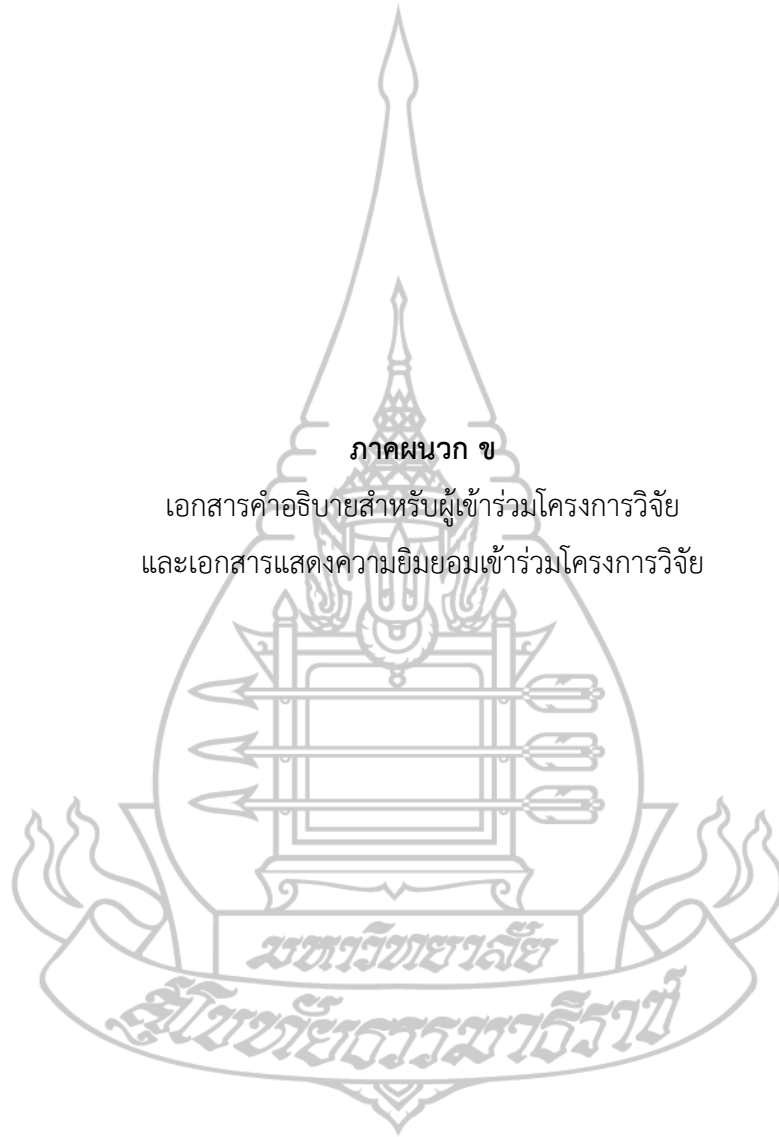 ภาคผนวก ข
เอกสารคำอธิบายสำหรับผู้เข้าร่วมโครงการวิจัย
และเอกสารแสดงความยิมยอมเข้าร่วมโครงการวิจัย
มหาวิทยาลัย
สุโขทัยธรรมาธิราช